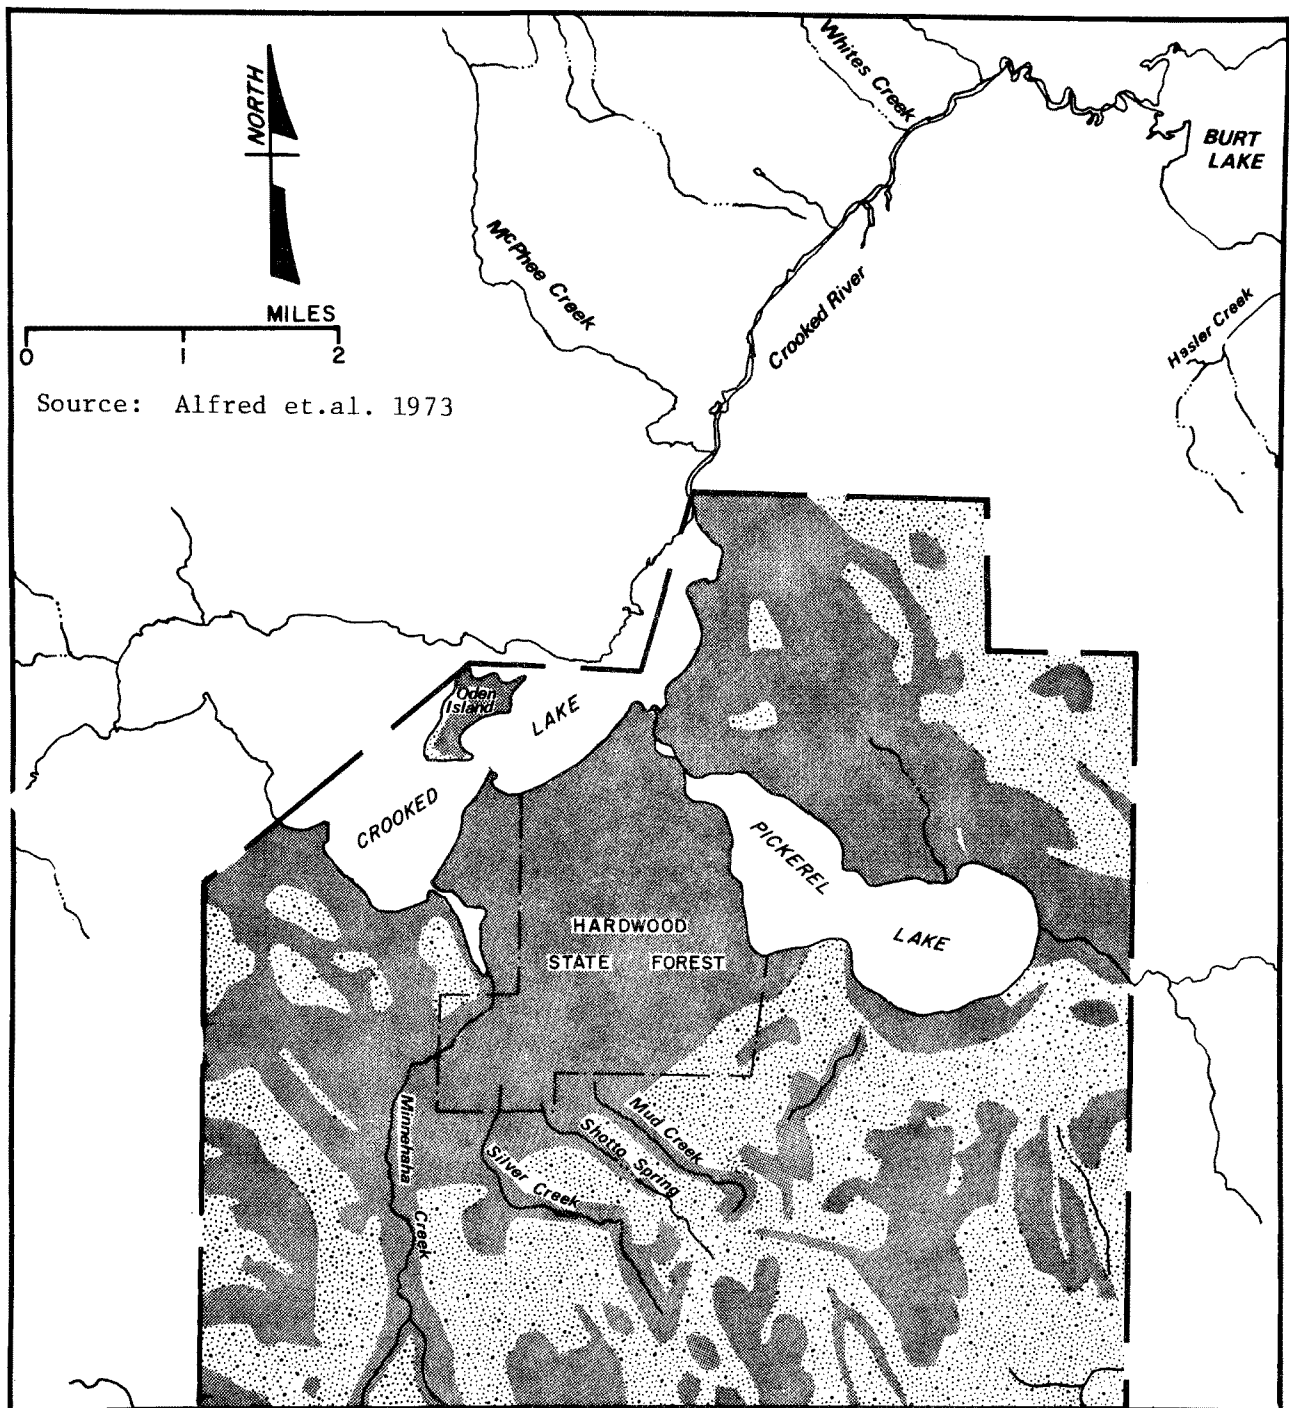 Whites Creek
NORTH
BURT
LAKE
McPhee Creek
Crooked River
MILES
0 1 2
Hasler Creek
Source: Alfred et.al. 1973
Oden
Island
LAKE
CROOKED
PICKEREL
LAKE
HARDWOOD
STATE FOREST
Minnehaha
Creek
Mud Creek
Shotto Spring
Silver Creek